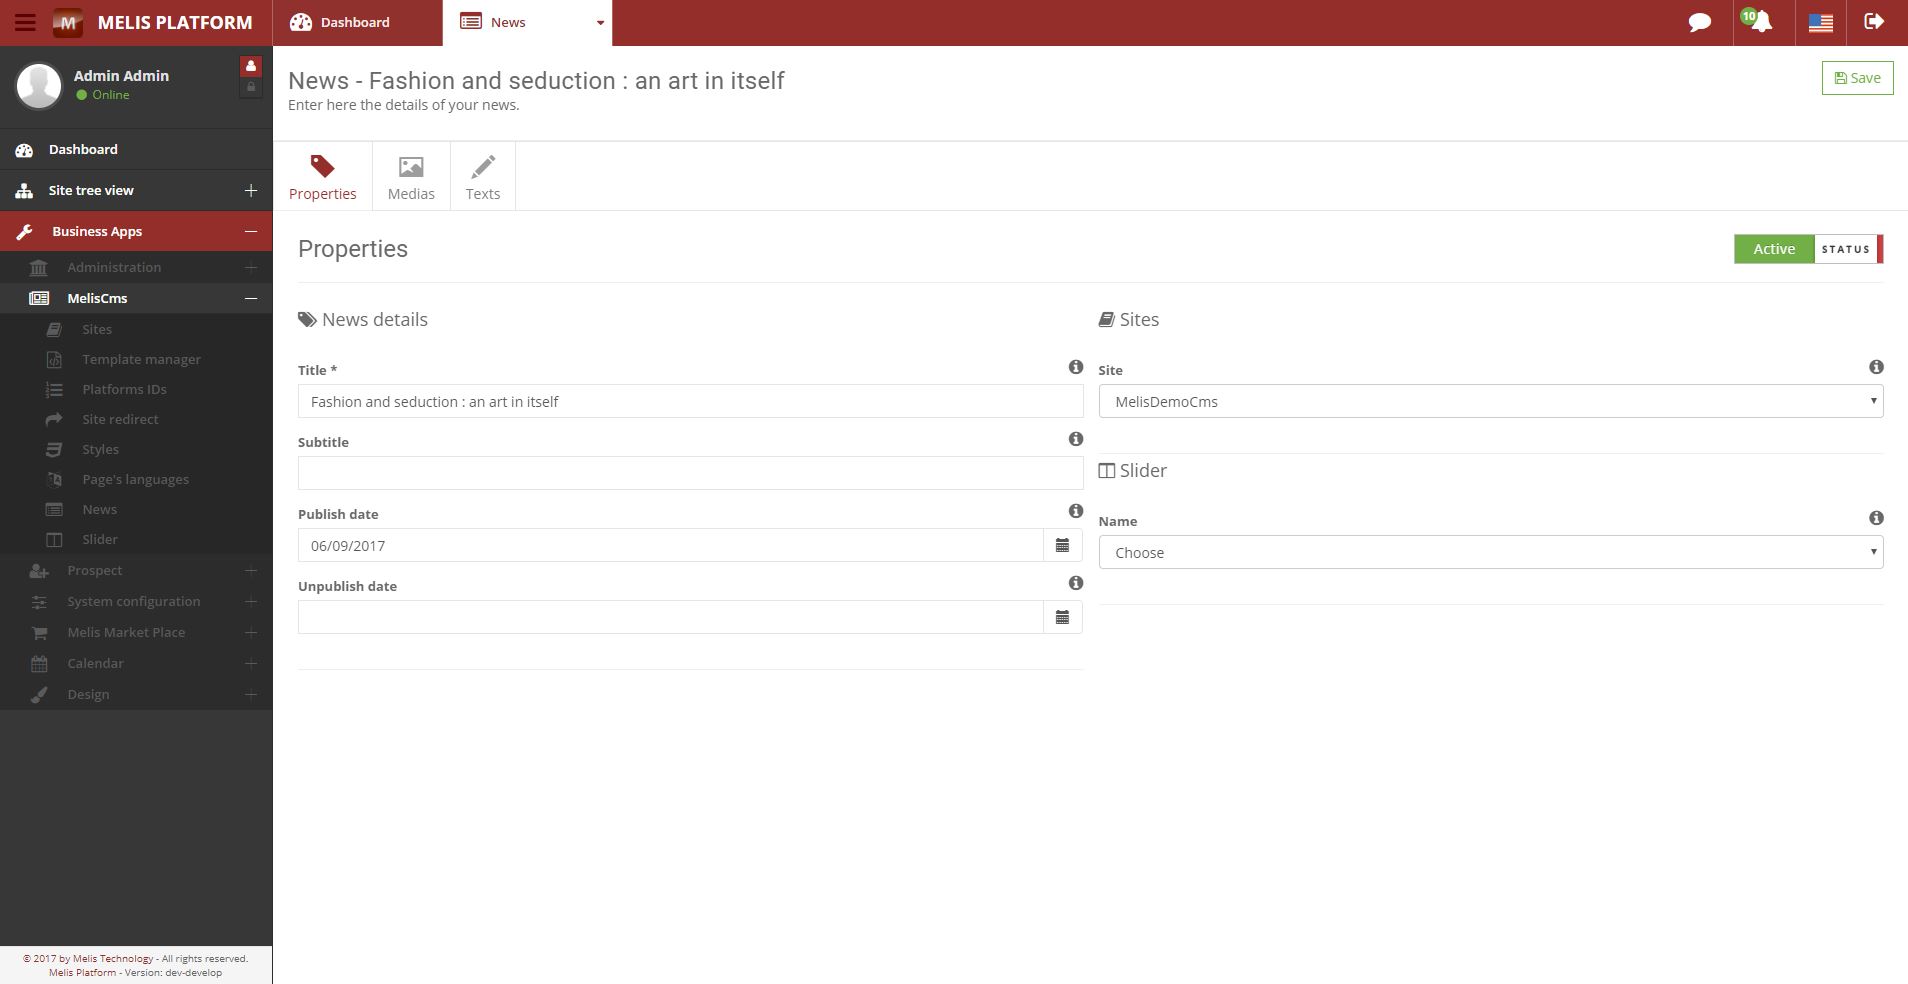 MELIS PLATFORM
Dashboard
News
10
Admin Admin
Online
Dashboard
Site tree view
Business Apps
Administration
MelisCms
Sites
Template manager
Platforms IDs
Site redirect
Styles
Page's languages
News
Slider
Prospect
System configuration
Melis Market Place
Calendar
Design
© 2017 by Melis Technology - All rights reserved.
Melis Platform - Version: dev-develop
News - Fashion and seduction : an art in itself
Enter here the details of your news.
Save
Properties
Medias
Texts
Properties
Active
STATUS
News details
Title *
Fashion and seduction : an art in itself
Subtitle
Publish date
06/09/2017
Unpublish date
Sites
Site
MelisDemoCms
Slider
Name
Choose